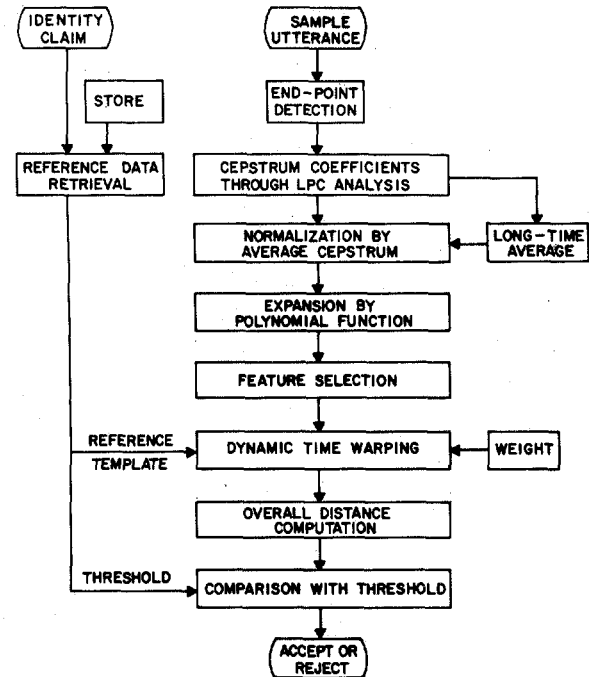 IDENTITY
CLAIM
SAMPLE
UTTERANCE
STORE
END-POINT
DETECTION
REFERENCE DATA
RETRIEVAL
CEPSTRUM COEFFICIENTS
THROUGH LPC ANALYSIS
NORMALIZATION BY
AVERAGE CEPSTRUM
LONG-TIME
AVERAGE
EXPANSION BY
POLYNOMIAL FUNCTION
FEATURE SELECTION
REFERENCE
TEMPLATE
DYNAMIC TIME WARPING
WEIGHT
OVERALL DISTANCE
COMPUTATION
THRESHOLD
COMPARISON WITH THRESHOLD
ACCEPT OR
REJECT